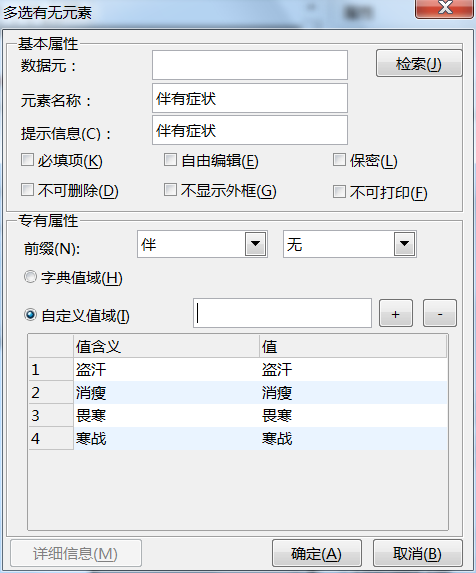 多选有无元素
基本属性
数据元：
检索(J)
元素名称： 伴有症状
提示信息(C)： 伴有症状
必填项(K) 自由编辑(E) 保密(L)
不可删除(D) 不显示外框(G) 不可打印(F)
专有属性
前缀(N): 伴 无
字典值域(H)
自定义值域(I) + -
值含义 值
1 盗汗 盗汗
2 消瘦 消瘦
3 畏寒 畏寒
4 寒战 寒战
详细信息(M) 确定(A) 取消(B)